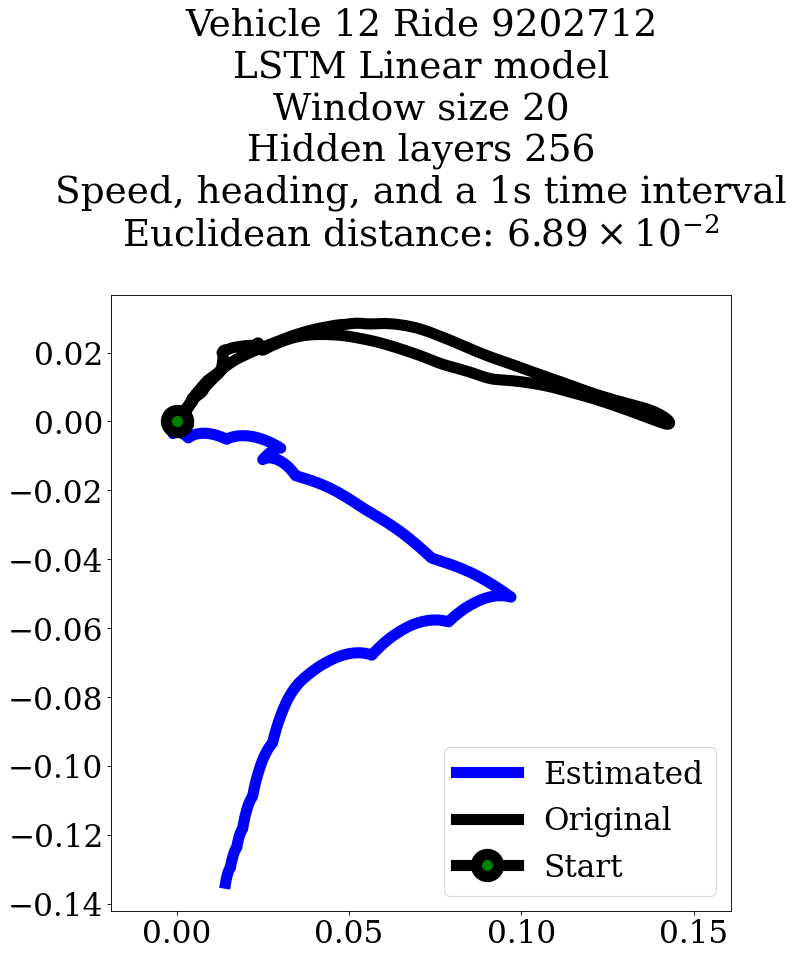 Vehicle 12 Ride 9202712
LSTM Linear model
Window size 20
Hidden layers 256
Speed, heading, and a 1s time interval
Euclidean distance: 6.89 × 10⁻²
0.02
0.00
−0.02
−0.04
−0.06
−0.08
−0.10
−0.12
−0.14
Estimated
Original
Start
0.00 0.05 0.10 0.15